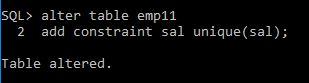 SQL> alter table emp11
  2  add constraint sal unique(sal);
Table altered.